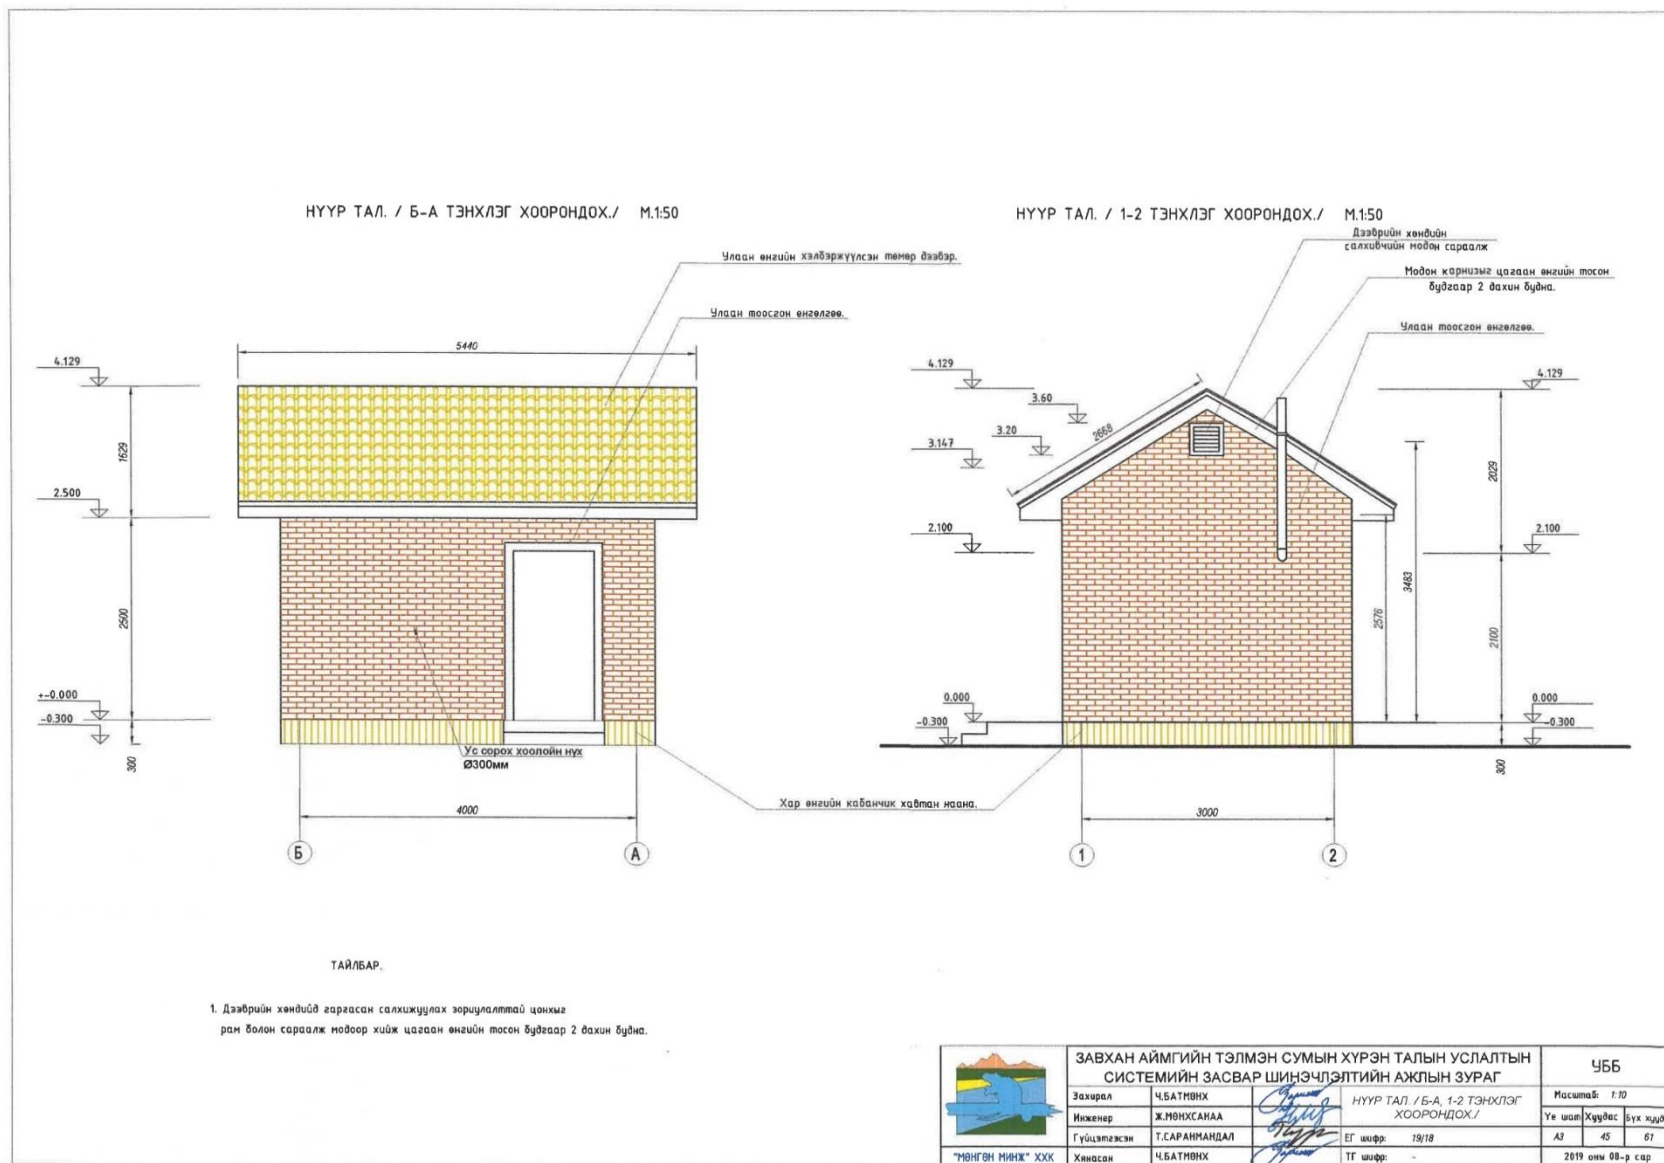 НҮҮР ТАЛ. / Б-А ТЭНХЛЭГ ХООРОНДОХ./ М.1:50
Улаан өнгийн хэлбэржүүлсэн төмөр дээвэр.
Улаан тоосгон өнгөлгөө.
5440
4.129
1629
2.500
2500
+-0.000
-0.300
300
Ус сорох хоолойн нүх
Ø300мм
4000
Б
А
Хар өнгийн кабанчик хавтан наана.
НҮҮР ТАЛ. / 1-2 ТЭНХЛЭГ ХООРОНДОХ./ М.1:50
Дээврийн хөндийн
салхивчийн модон сараалж
Модон карнизыг цагаан өнгийн тосон
будгаар 2 дахин будна.
Улаан тоосгон өнгөлгөө.
4.129
3.60
3.20
3.147
2668
2.100
0.000
-0.300
4.129
2029
2.100
3483
2576
2100
0.000
-0.300
300
3000
1
2
ТАЙЛБАР.
1. Дээврийн хөндийд гаргасан салхижуулах зориулалттай цонхыг
рам болон сараалж модоор хийж цагаан өнгийн тосон будгаар 2 дахин будна.
"МӨНГӨН МИНЖ" ХХК
ЗАВХАН АЙМГИЙН ТЭЛМЭН СУМЫН ХҮРЭН ТАЛЫН УСЛАЛТЫН
СИСТЕМИЙН ЗАСВАР ШИНЭЧЛЭЛТИЙН АЖЛЫН ЗУРАГ
УББ
Захирал Ч.БАТМӨНХ
Инженер Ж.МӨНХСАНАА
Гүйцэтгэсэн Т.САРАНМАНДАЛ
Хянасан Ч.БАТМӨНХ
НҮҮР ТАЛ. / Б-А, 1-2 ТЭНХЛЭГ
ХООРОНДОХ./
ЕГ шифр: 19/18
ТГ шифр: -
Масштаб: 1:10
Үе шат Хуудас Бүх хууд
А3 45 61
2019 оны 08-р сар